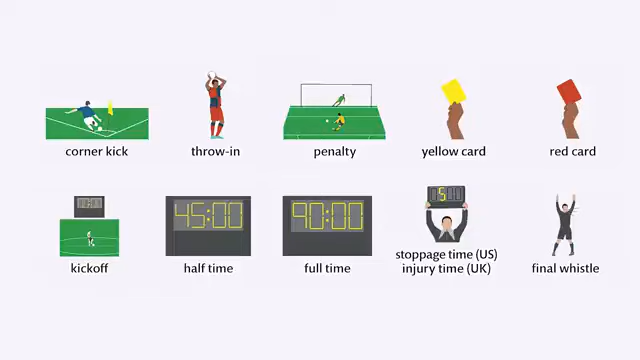 corner kick
throw-in
penalty
yellow card
red card
45:00
90:00
5
kickoff
half time
full time
stoppage time (US)
injury time (UK)
final whistle